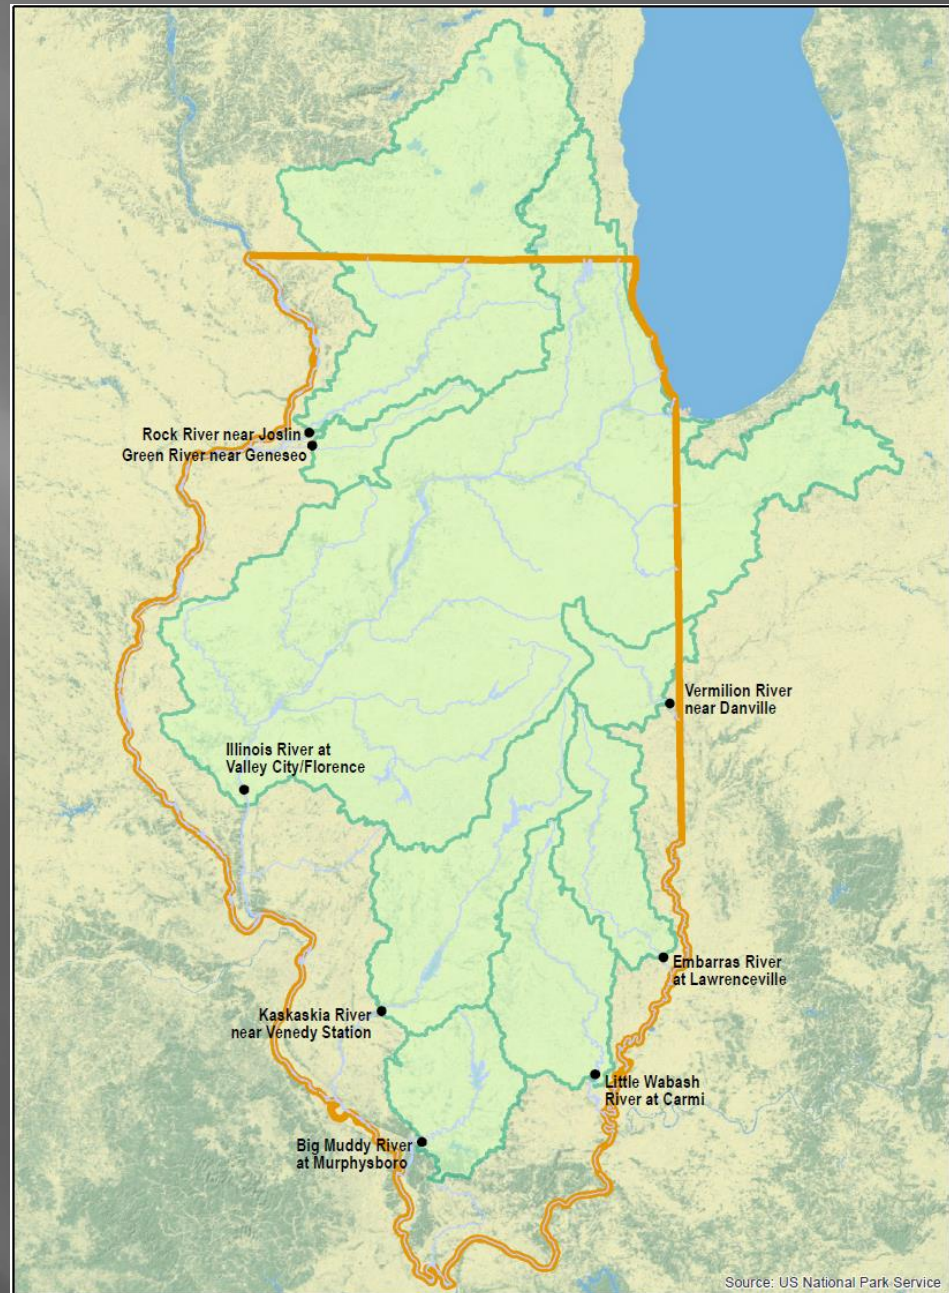 Rock River near Joslin
Green River near Geneseo
Vermilion River
near Danville
Illinois River at
Valley City/Florence
Embarras River
at Lawrenceville
Kaskaskia River
near Venedy Station
Little Wabash
River at Carmi
Big Muddy River
at Murphysboro
Source: US National Park Service